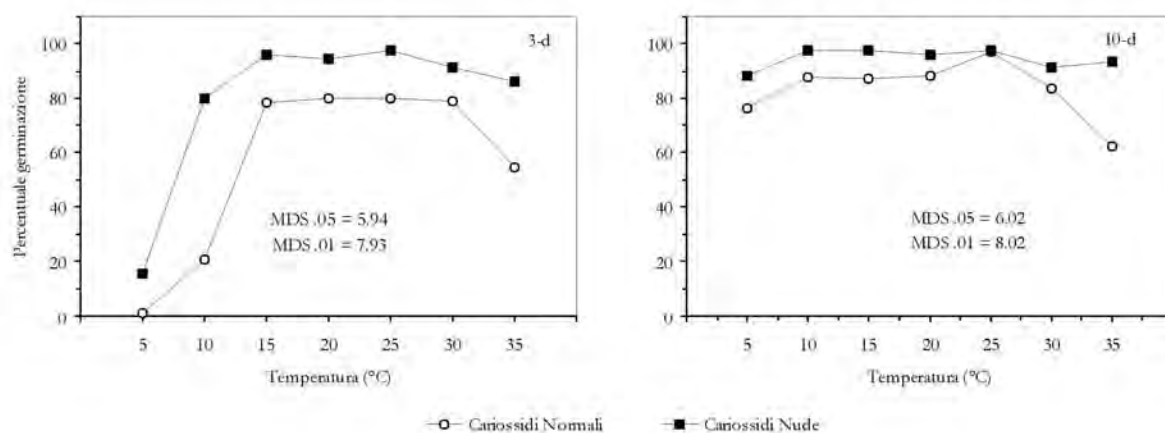 3-d
100
80
60
40
20
0
Percentuale germinazione
MDS .05 = 5.94
MDS .01 = 7.93
5 10 15 20 25 30 35
Temperatura (°C)
10-d
100
80
60
40
20
0
MDS .05 = 6.02
MDS .01 = 8.02
5 10 15 20 25 30 35
Temperatura (°C)
Cariossidi Normali Cariossidi Nude